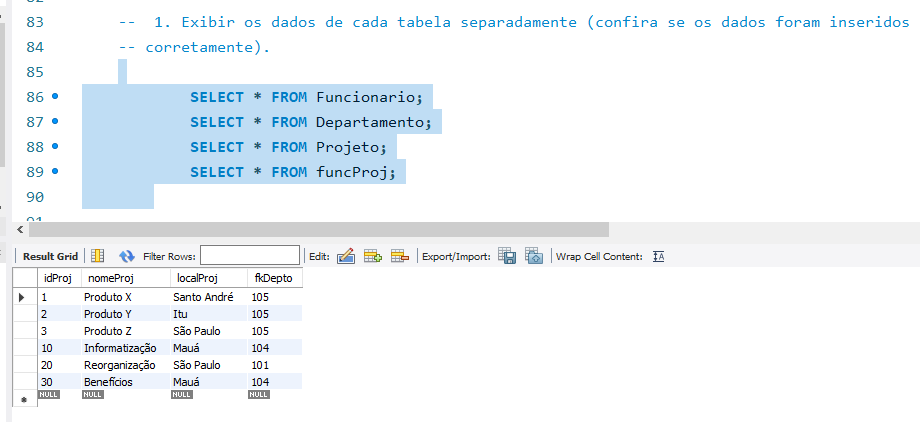 83 -- 1. Exibir os dados de cada tabela separadamente (confira se os dados foram inseridos
84 -- corretamente).
85
86 SELECT * FROM Funcionario;
87 SELECT * FROM Departamento;
88 SELECT * FROM Projeto;
89 SELECT * FROM funcProj;
90
Result Grid Filter Rows: Edit: Export/Import: Wrap Cell Content:
idProj nomeProj localProj fkDepto
1 Produto X Santo André 105
2 Produto Y Itu 105
3 Produto Z São Paulo 105
10 Informatização Mauá 104
20 Reorganização São Paulo 101
30 Benefícios Mauá 104
NULL NULL NULL NULL